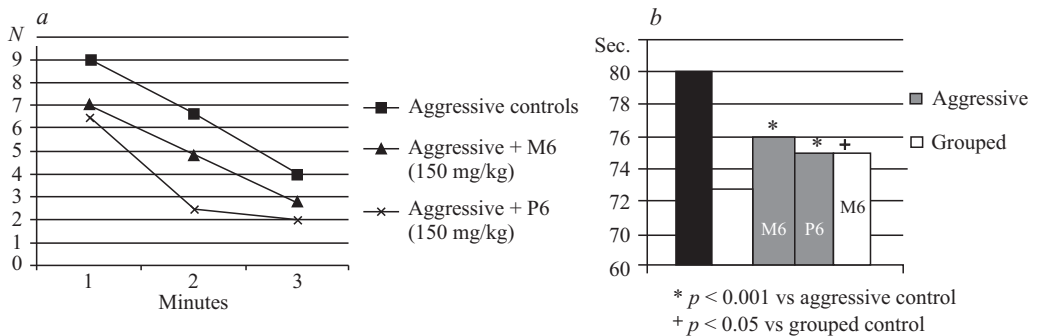 a
N
9
8
7
6
5
4
3
2
1
0
1 2 3
Minutes
Aggressive controls
Aggressive + M6
(150 mg/kg)
Aggressive + P6
(150 mg/kg)
b
Sec.
80
78
76
74
72
70
60
* * +
M6 P6 M6
Aggressive
Grouped
* p < 0.001 vs aggressive control
+ p < 0.05 vs grouped control